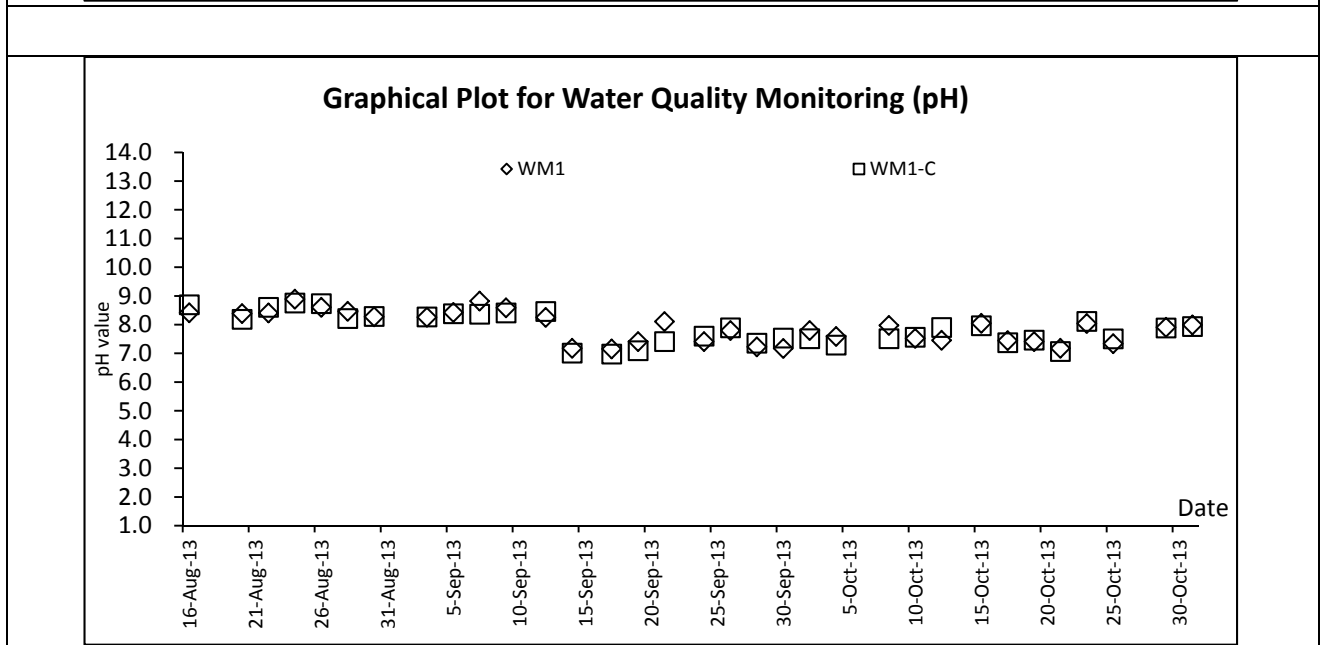 Graphical Plot for Water Quality Monitoring (pH)
WM1
WM1-C
14.0
13.0
12.0
11.0
10.0
9.0
8.0
7.0
6.0
5.0
4.0
3.0
2.0
1.0
pH value
Date
16-Aug-13
21-Aug-13
26-Aug-13
31-Aug-13
5-Sep-13
10-Sep-13
15-Sep-13
20-Sep-13
25-Sep-13
30-Sep-13
5-Oct-13
10-Oct-13
15-Oct-13
20-Oct-13
25-Oct-13
30-Oct-13